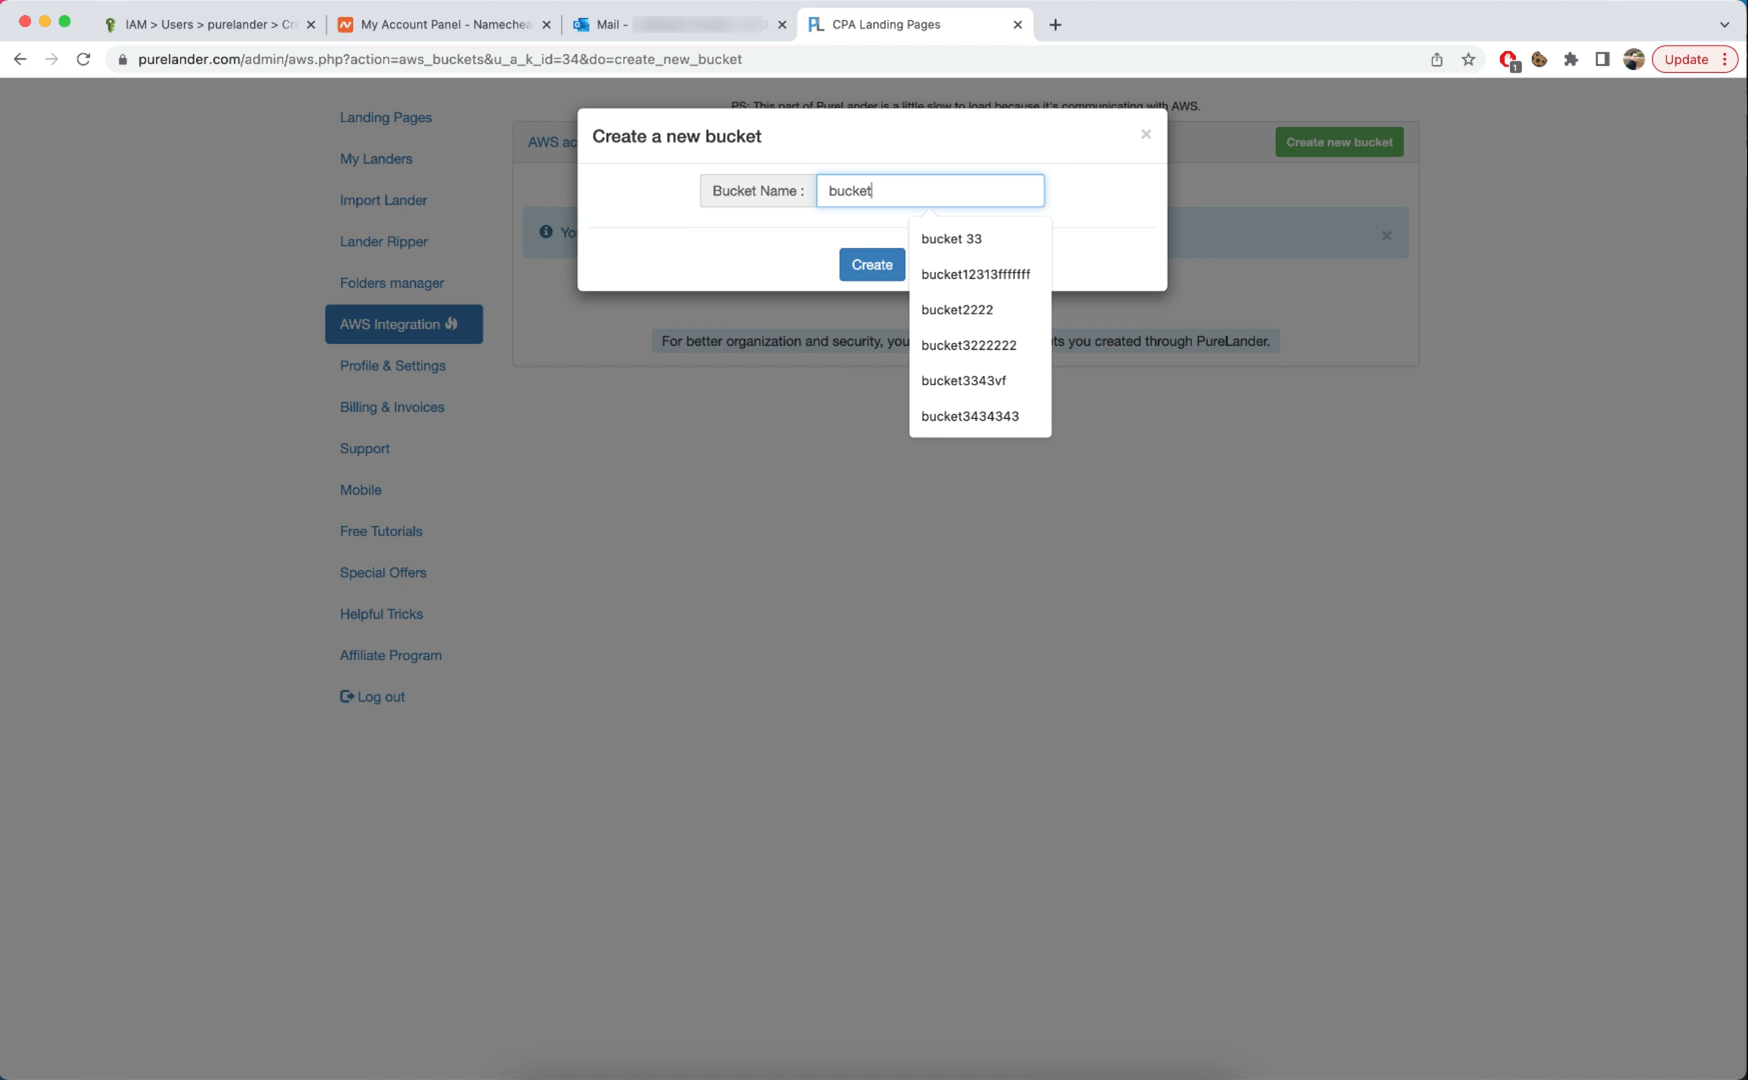 IAM > Users > purelander > Cr
My Account Panel - Namechea
Mail -
CPA Landing Pages
purelander.com/admin/aws.php?action=aws_buckets&u_a_k_id=34&do=create_new_bucket
1
Update
PS: This part of PureLander is a little slow to load because it's communicating with AWS.
Landing Pages
My Landers
Import Lander
Lander Ripper
Folders manager
AWS Integration
Profile & Settings
Billing & Invoices
Support
Mobile
Free Tutorials
Special Offers
Helpful Tricks
Affiliate Program
Log out
AWS ac
Create new bucket
Yo
For better organization and security, you
ts you created through PureLander.
Create a new bucket
×
Bucket Name :
bucket
Create
bucket 33
bucket12313fffffff
bucket2222
bucket3222222
bucket3343vf
bucket3434343